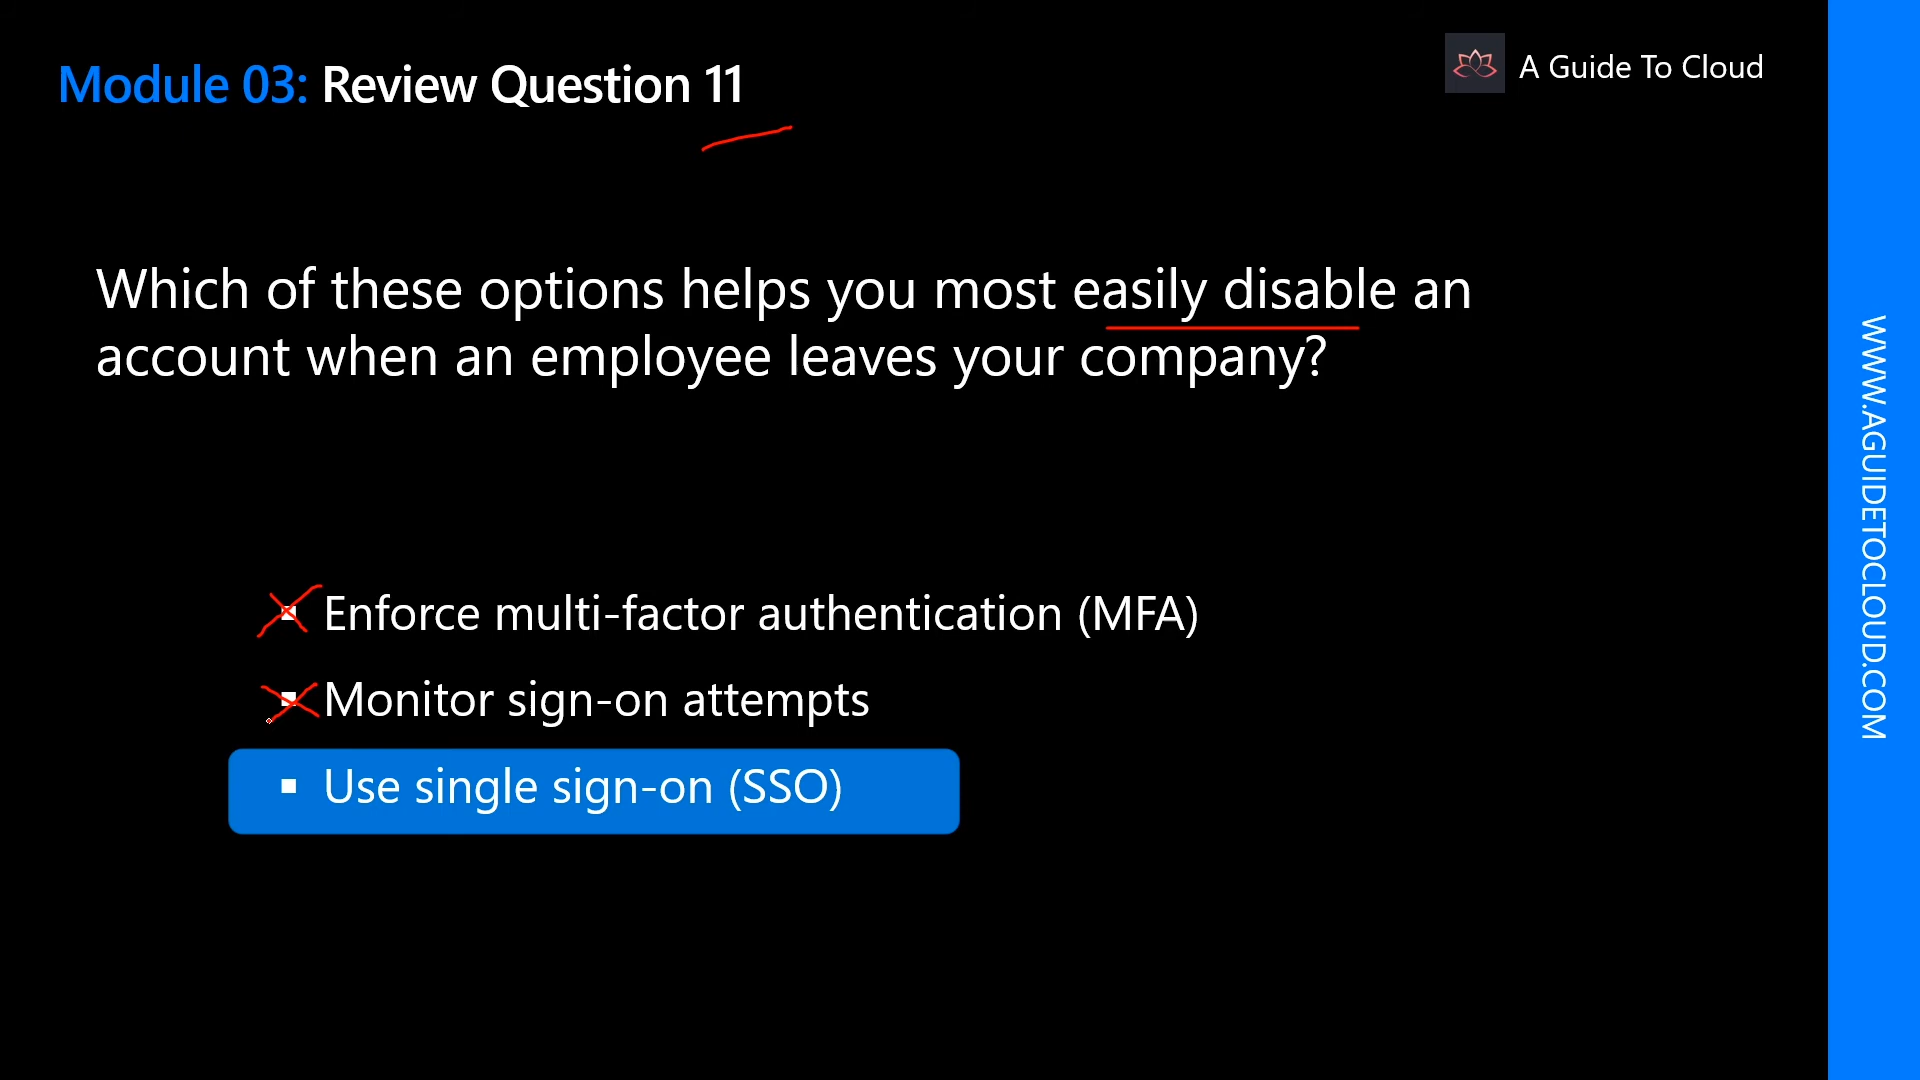 Module 03: Review Question 11
A Guide To Cloud
Which of these options helps you most easily disable an
account when an employee leaves your company?
▪ Enforce multi-factor authentication (MFA)
▪ Monitor sign-on attempts
▪ Use single sign-on (SSO)
WWW.AGUIDETOCLOUD.COM